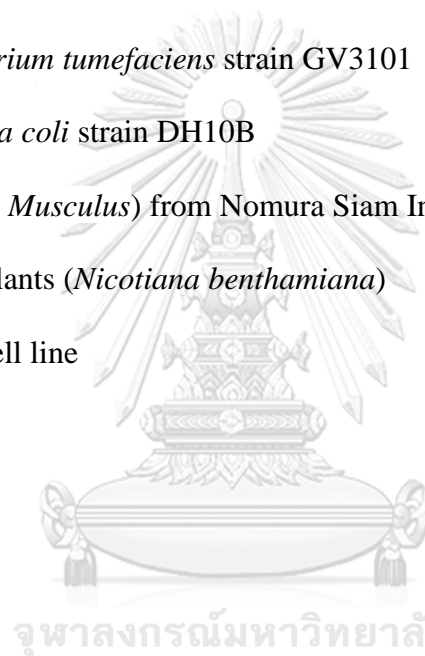 rium tumefaciens strain GV3101
a coli strain DH10B
Musculus) from Nomura Siam In
lants (Nicotiana benthamiana)
ell line
จุฬาลงกรณ์มหาวิทยาลั